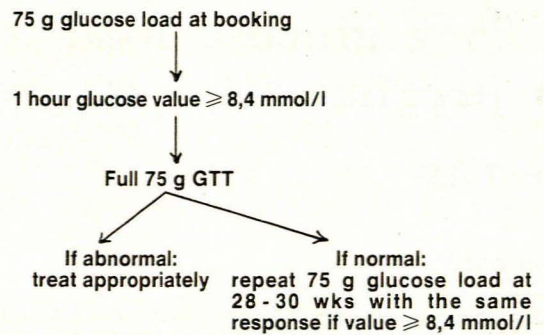 75 g glucose load at booking
1 hour glucose value ⩾ 8,4 mmol/l
Full 75 g GTT
If abnormal:
treat appropriately
If normal:
repeat 75 g glucose load at
28 - 30 wks with the same
response if value ⩾ 8,4 mmol/l